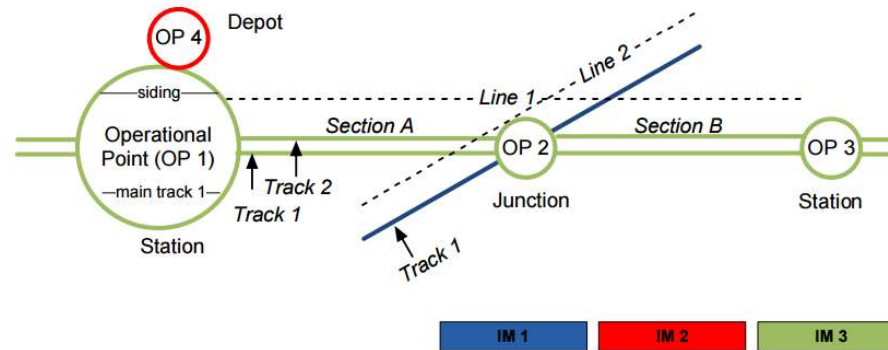 OP 4
Depot
siding
Line 1
Line 2
Operational
Point (OP 1)
Section A
Section B
OP 2
OP 3
main track 1
Track 2
Track 1
Junction
Station
Station
Track 1
IM 1
IM 2
IM 3